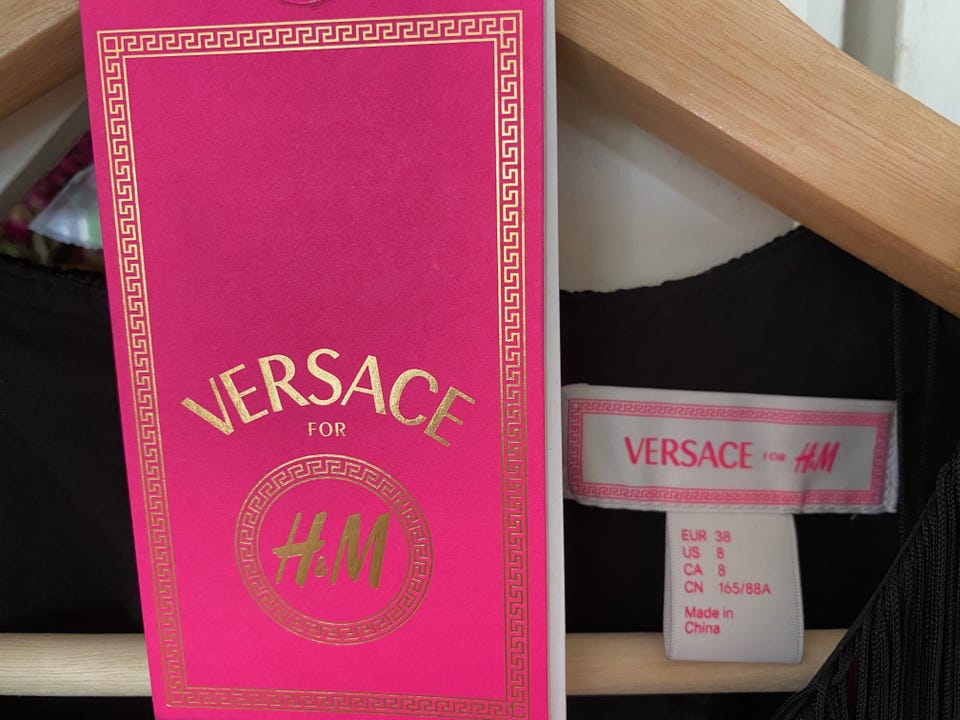 VERSACE
FOR
H&M
VERSACE FOR H&M
EUR 38
US 8
CA 8
CN 165/88A
Made in
China